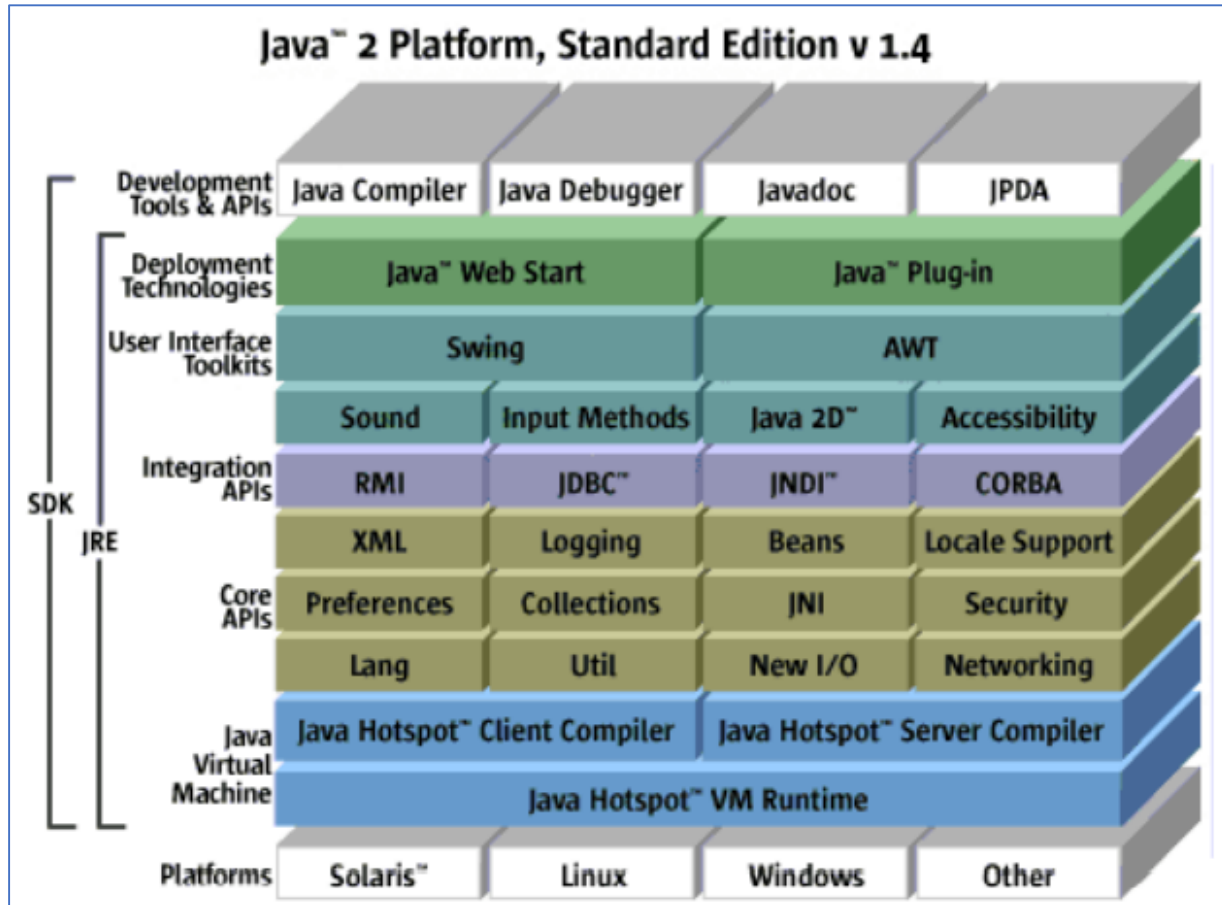 Java™ 2 Platform, Standard Edition v 1.4
Development
Tools & APIs
Java Compiler
Java Debugger
Javadoc
JPDA
Deployment
Technologies
Java™ Web Start
Java™ Plug-in
User Interface
Toolkits
Swing
AWT
Sound
Input Methods
Java 2D™
Accessibility
Integration
APIs
RMI
JDBC™
JNDI™
CORBA
SDK
JRE
XML
Logging
Beans
Locale Support
Core
APIs
Preferences
Collections
JNI
Security
Lang
Util
New I/O
Networking
Java
Virtual
Machine
Java Hotspot™ Client Compiler
Java Hotspot™ Server Compiler
Java Hotspot™ VM Runtime
Platforms
Solaris™
Linux
Windows
Other